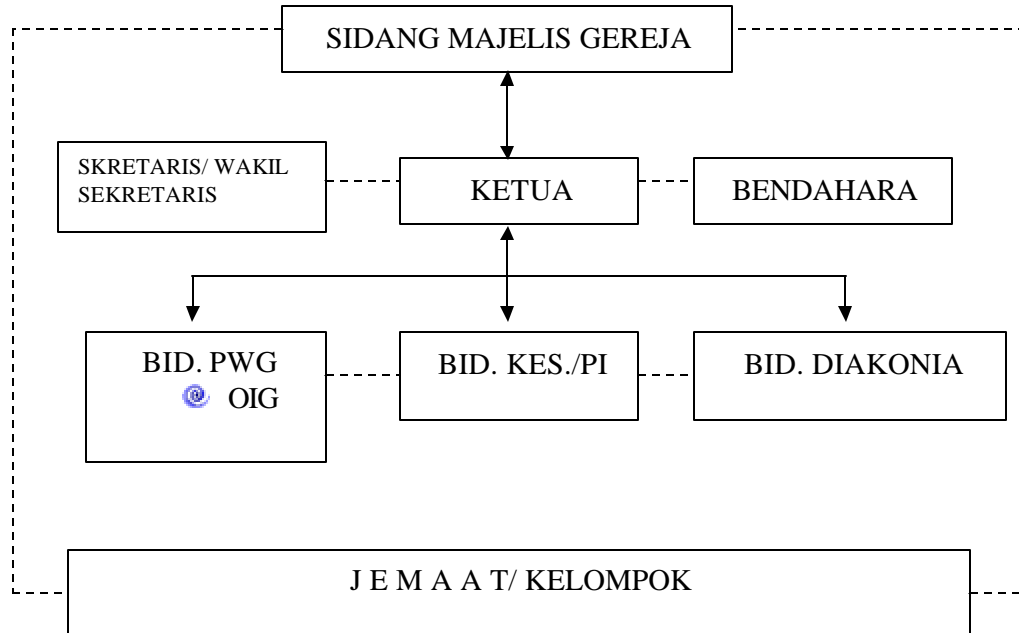 SIDANG MAJELIS GEREJA
SKRETARIS/ WAKIL
SEKRETARIS
KETUA
BENDAHARA
BID. PWG
OIG
BID. KES./PI
BID. DIAKONIA
J E M A A T/ KELOMPOK